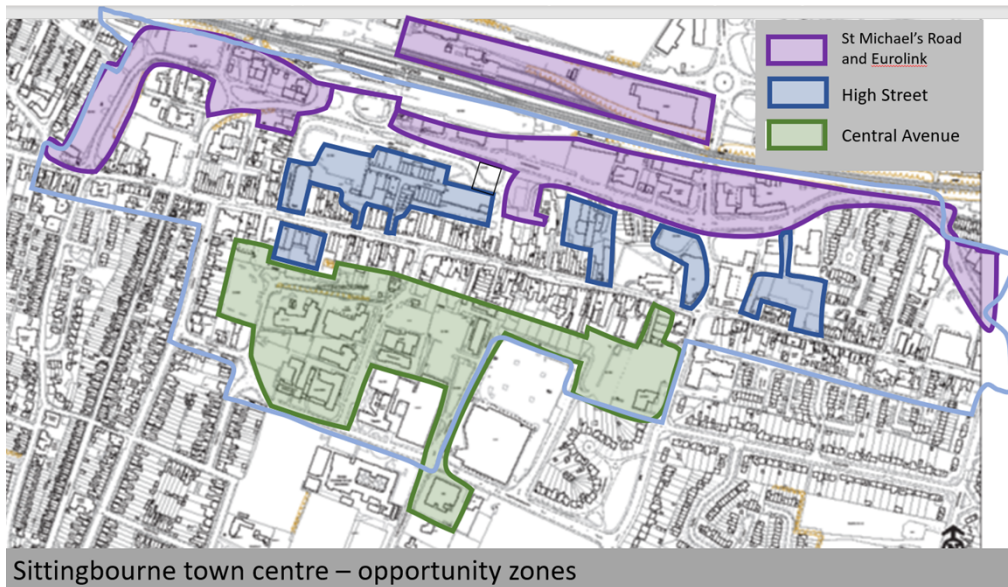 St Michael's Road
and Eurolink
High Street
Central Avenue
Sittingbourne town centre – opportunity zones